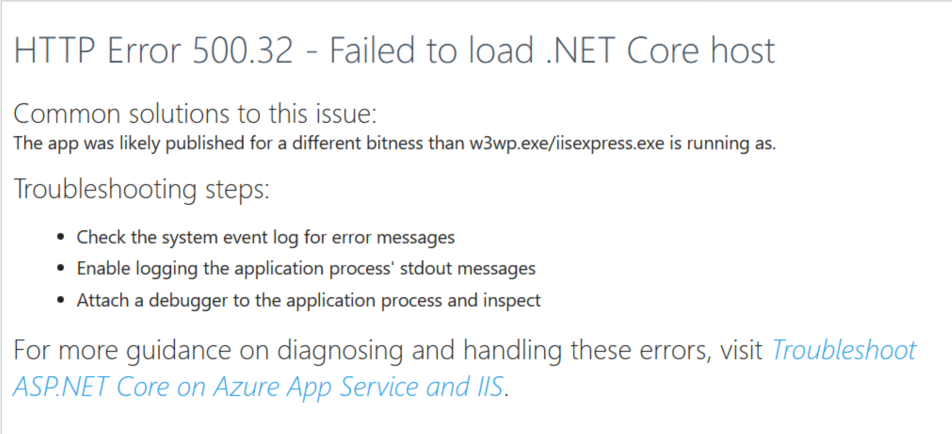 HTTP Error 500.32 - Failed to load .NET Core host
Common solutions to this issue:
The app was likely published for a different bitness than w3wp.exe/iisexpress.exe is running as.
Troubleshooting steps:
• Check the system event log for error messages
• Enable logging the application process' stdout messages
• Attach a debugger to the application process and inspect
For more guidance on diagnosing and handling these errors, visit Troubleshoot
ASP.NET Core on Azure App Service and IIS.